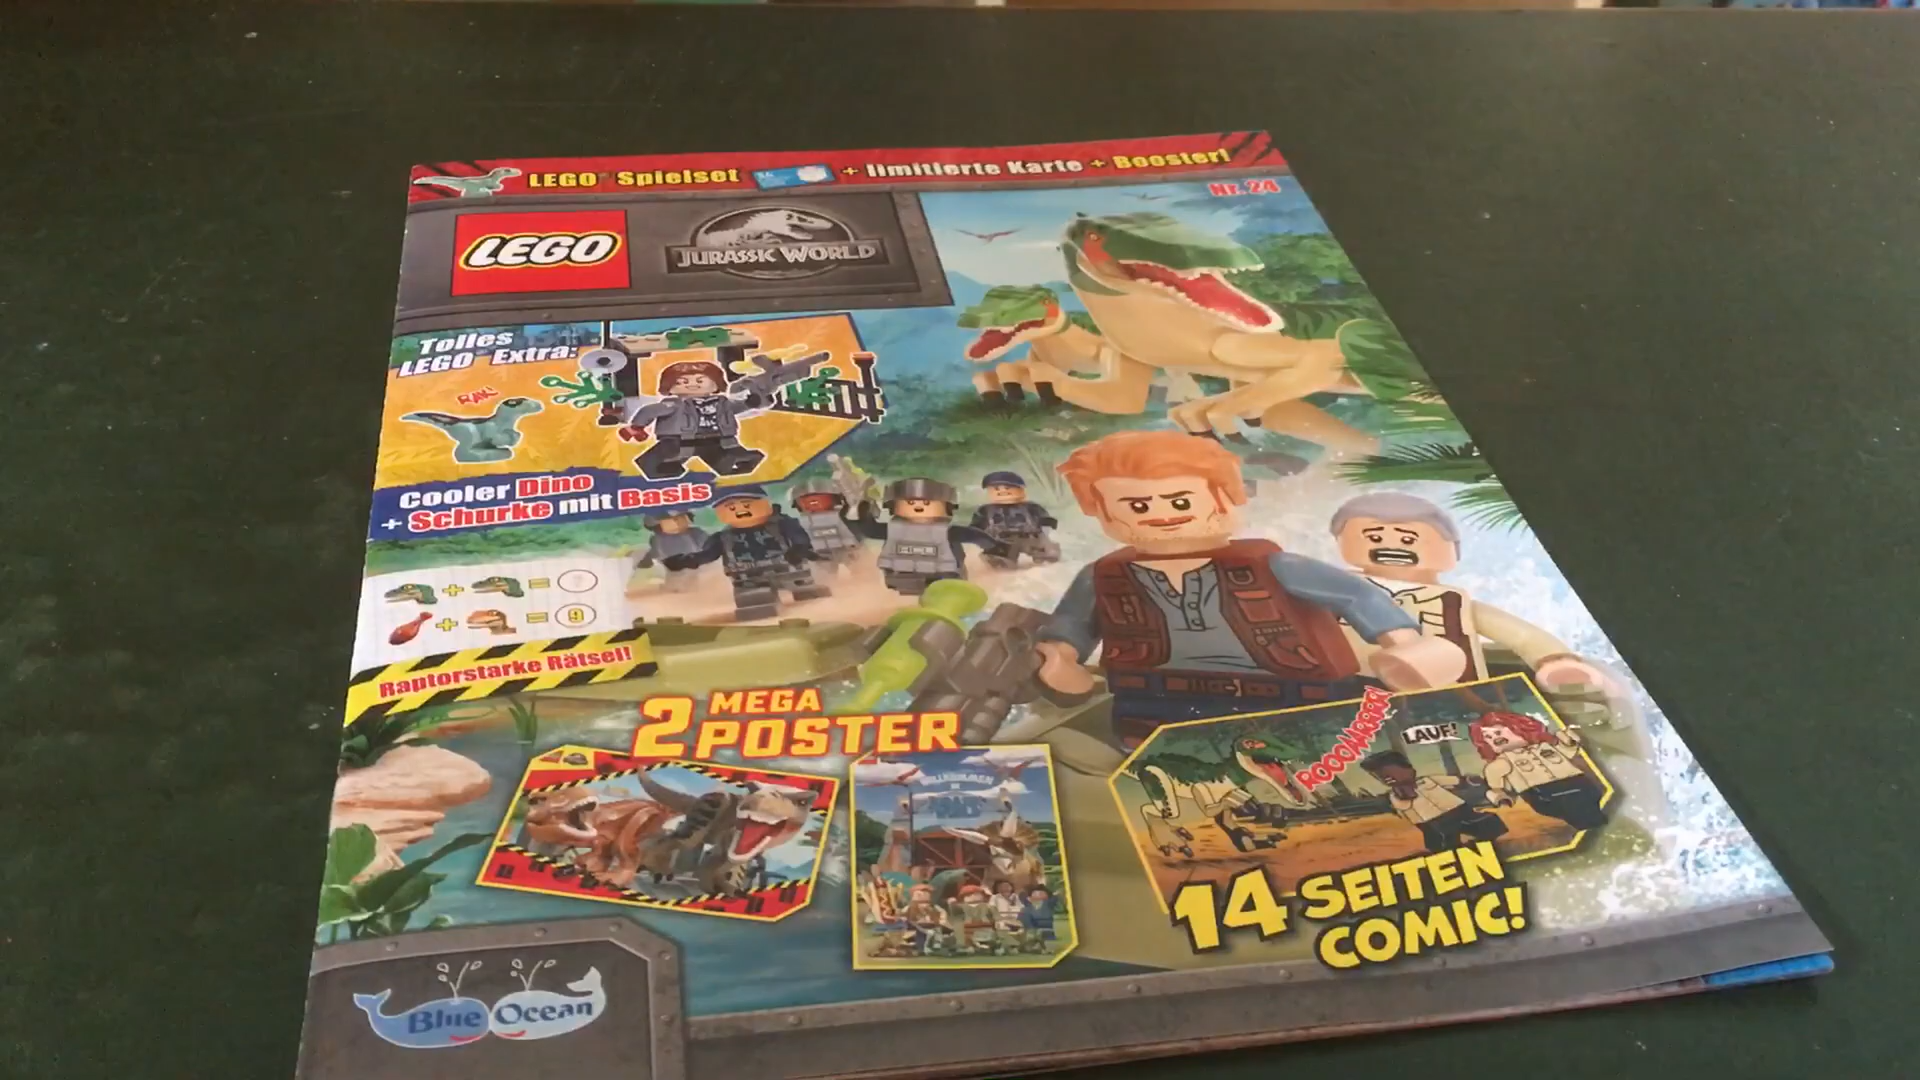 LEGO Spielset + limitierte Karte + Booster!
Nr. 24
LEGO
JURASSIC WORLD
Tolles
LEGO Extra:
RAK!
Cooler Dino
+ Schurke mit Basis
+ =
+ = 9
Raptorstarke Rätsel!
2 MEGA
POSTER
WILLKOMMEN
LAUF!
14 SEITEN
COMIC!
Blue Ocean